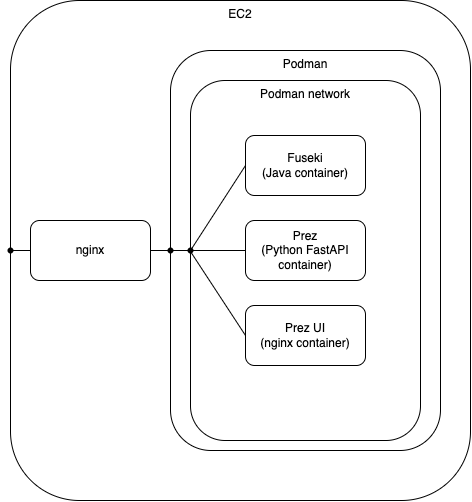 EC2
Podman
Podman network
Fuseki
(Java container)
nginx
Prez
(Python FastAPI
container)
Prez UI
(nginx container)